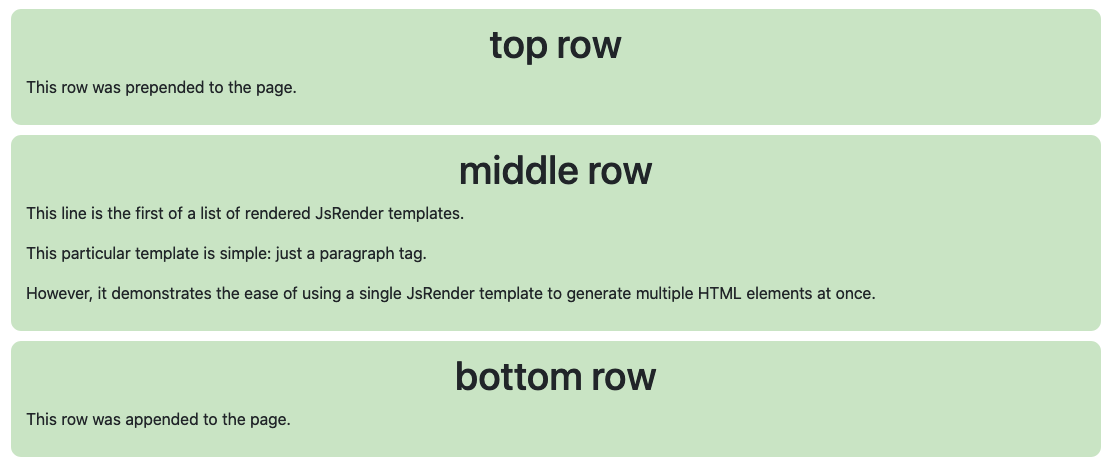 top row
This row was prepended to the page.
middle row
This line is the first of a list of rendered JsRender templates.
This particular template is simple: just a paragraph tag.
However, it demonstrates the ease of using a single JsRender template to generate multiple HTML elements at once.
bottom row
This row was appended to the page.